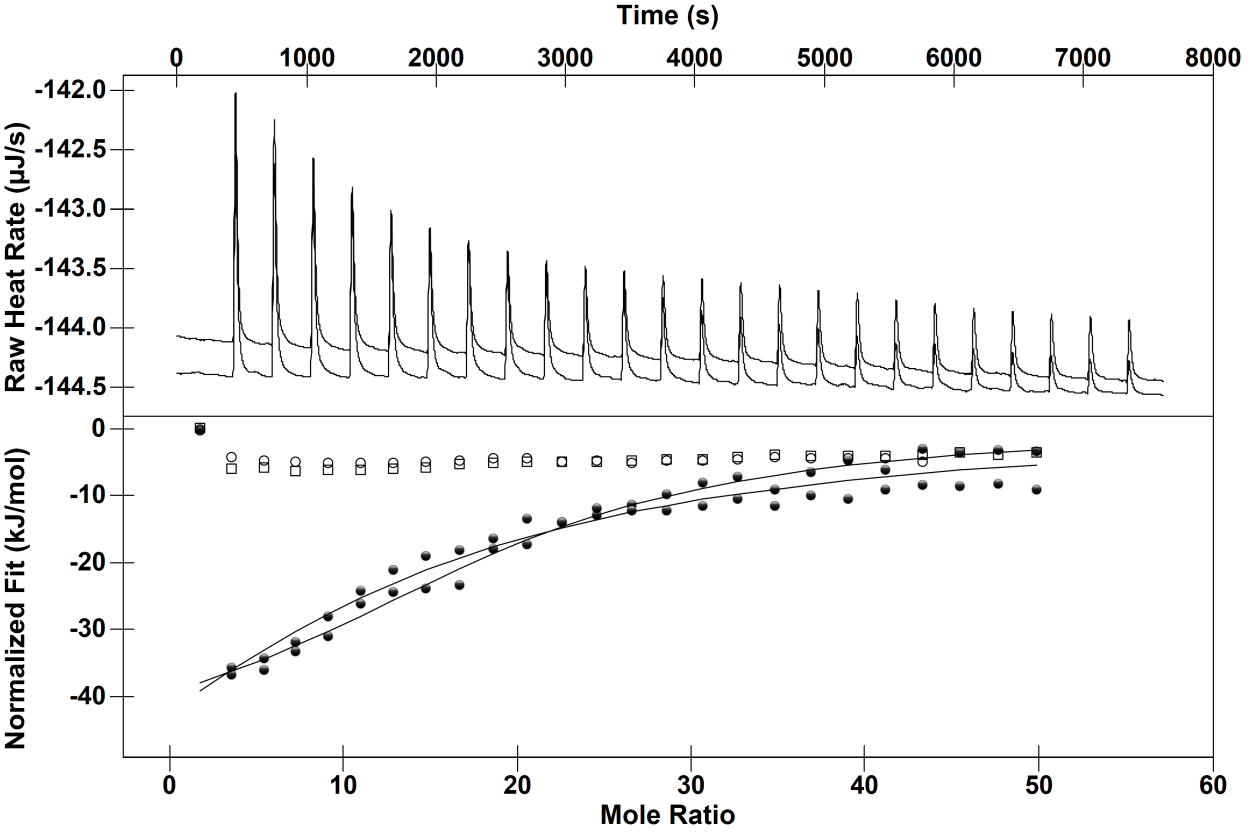 Time (s)
0 1000 2000 3000 4000 5000 6000 7000 8000
Raw Heat Rate (µJ/s)
-142.0
-142.5
-143.0
-143.5
-144.0
-144.5
Normalized Fit (kJ/mol)
0
-10
-20
-30
-40
0 10 20 30 40 50 60
Mole Ratio